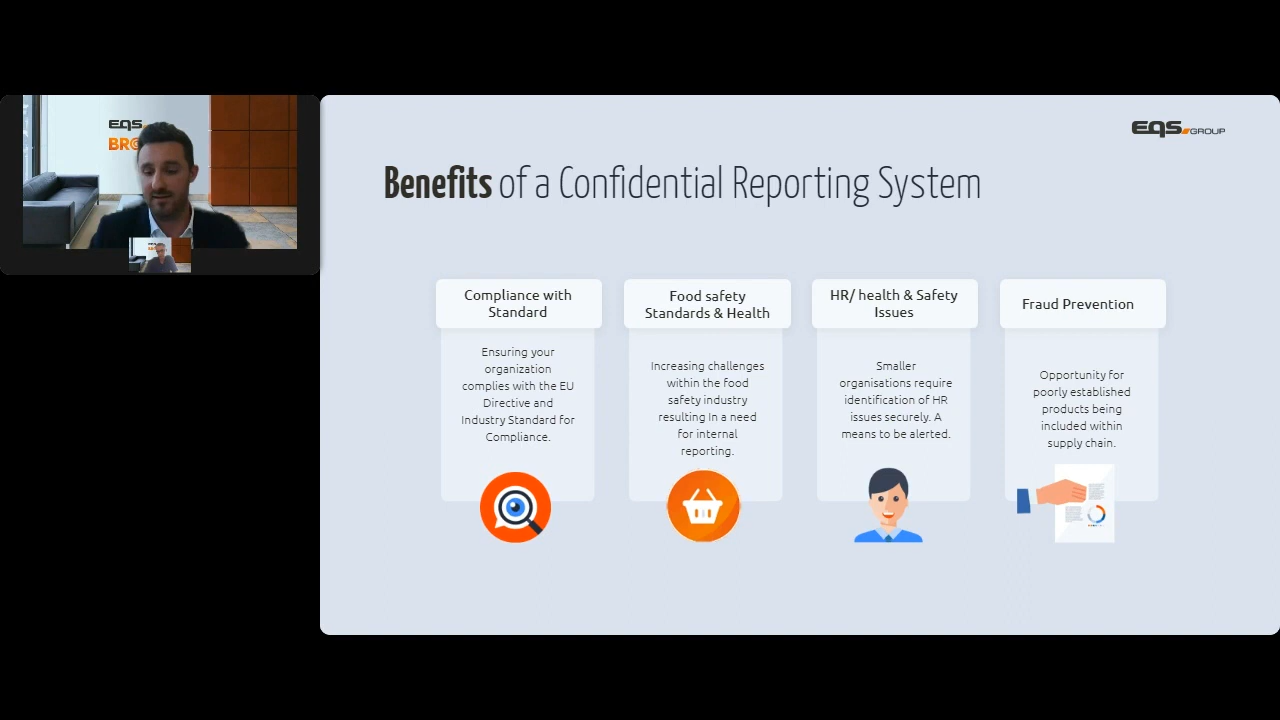 EQS
BRO
EQS GROUP
Benefits of a Confidential Reporting System
Compliance with
Standard
Ensuring your
organization
complies with the EU
Directive and
Industry Standard for
Compliance.
Food safety
Standards & Health
Increasing challenges
within the food
safety industry
resulting In a need
for internal
reporting.
HR/ health & Safety
Issues
Smaller
organisations require
identification of HR
issues securely. A
means to be alerted.
Fraud Prevention
Opportunity for
poorly established
products being
included within
supply chain.